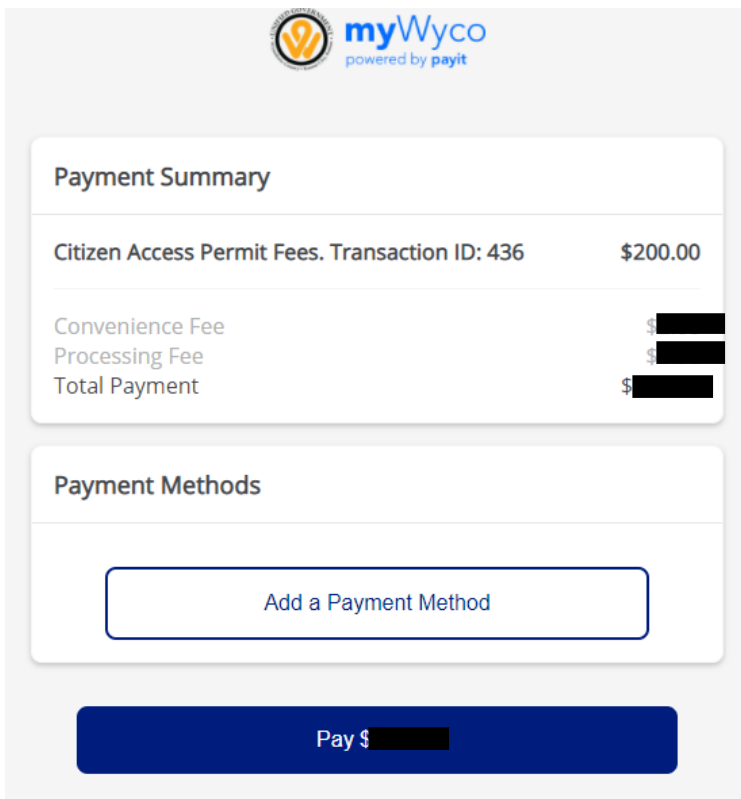 myWyco
powered by payit
Payment Summary
Citizen Access Permit Fees. Transaction ID: 436 $200.00
Convenience Fee $
Processing Fee $
Total Payment $
Payment Methods
Add a Payment Method
Pay $